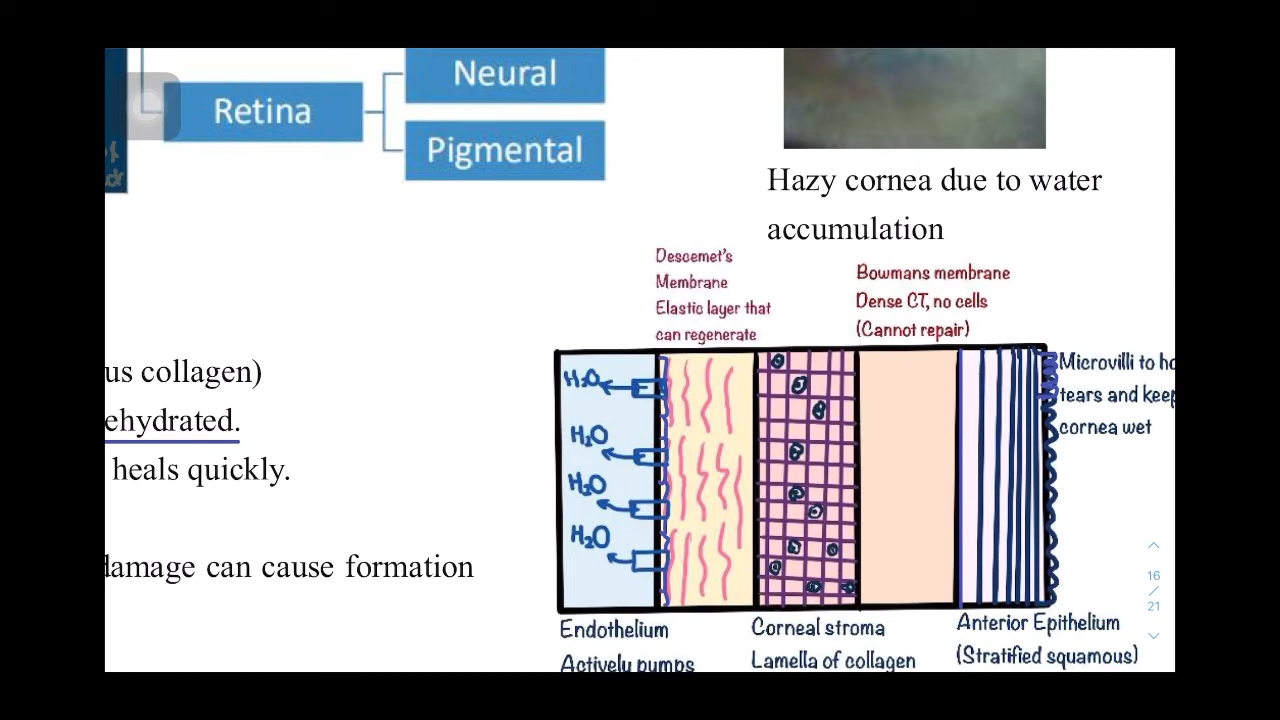 Neural
Retina
Pigmental
Hazy cornea due to water
accumulation
Descemet's
Membrane
Elastic layer that
can regenerate
Bowmans membrane
Dense CT, no cells
(Cannot repair)
us collagen)
ehydrated.
heals quickly.
damage can cause formation
H₂O
H₂O
H₂O
H₂O
Microvilli to ho
tears and keep
cornea wet
16
/
21
Endothelium
Actively pumps
Corneal stroma
Lamella of collagen
Anterior Epithelium
(Stratified squamous)